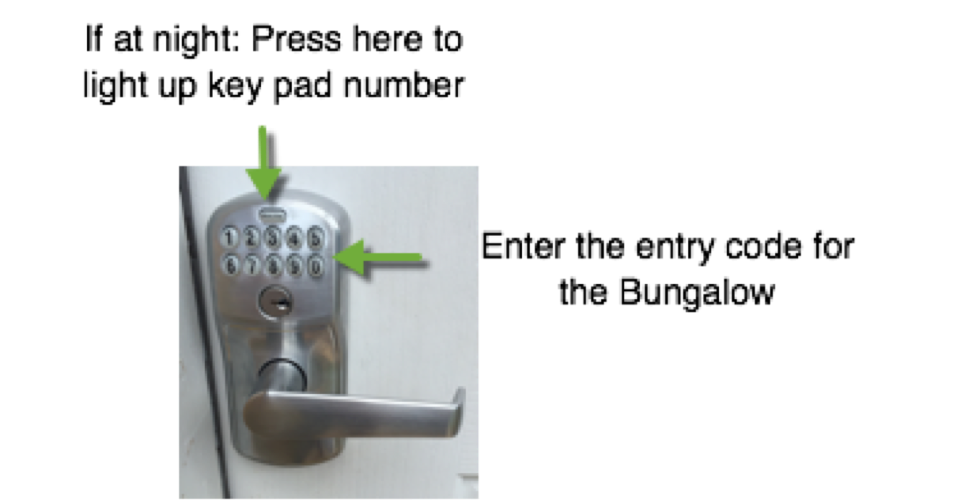 If at night: Press here to
light up key pad number
Enter the entry code for
the Bungalow
1 2 3 4 5
6 7 8 9 0